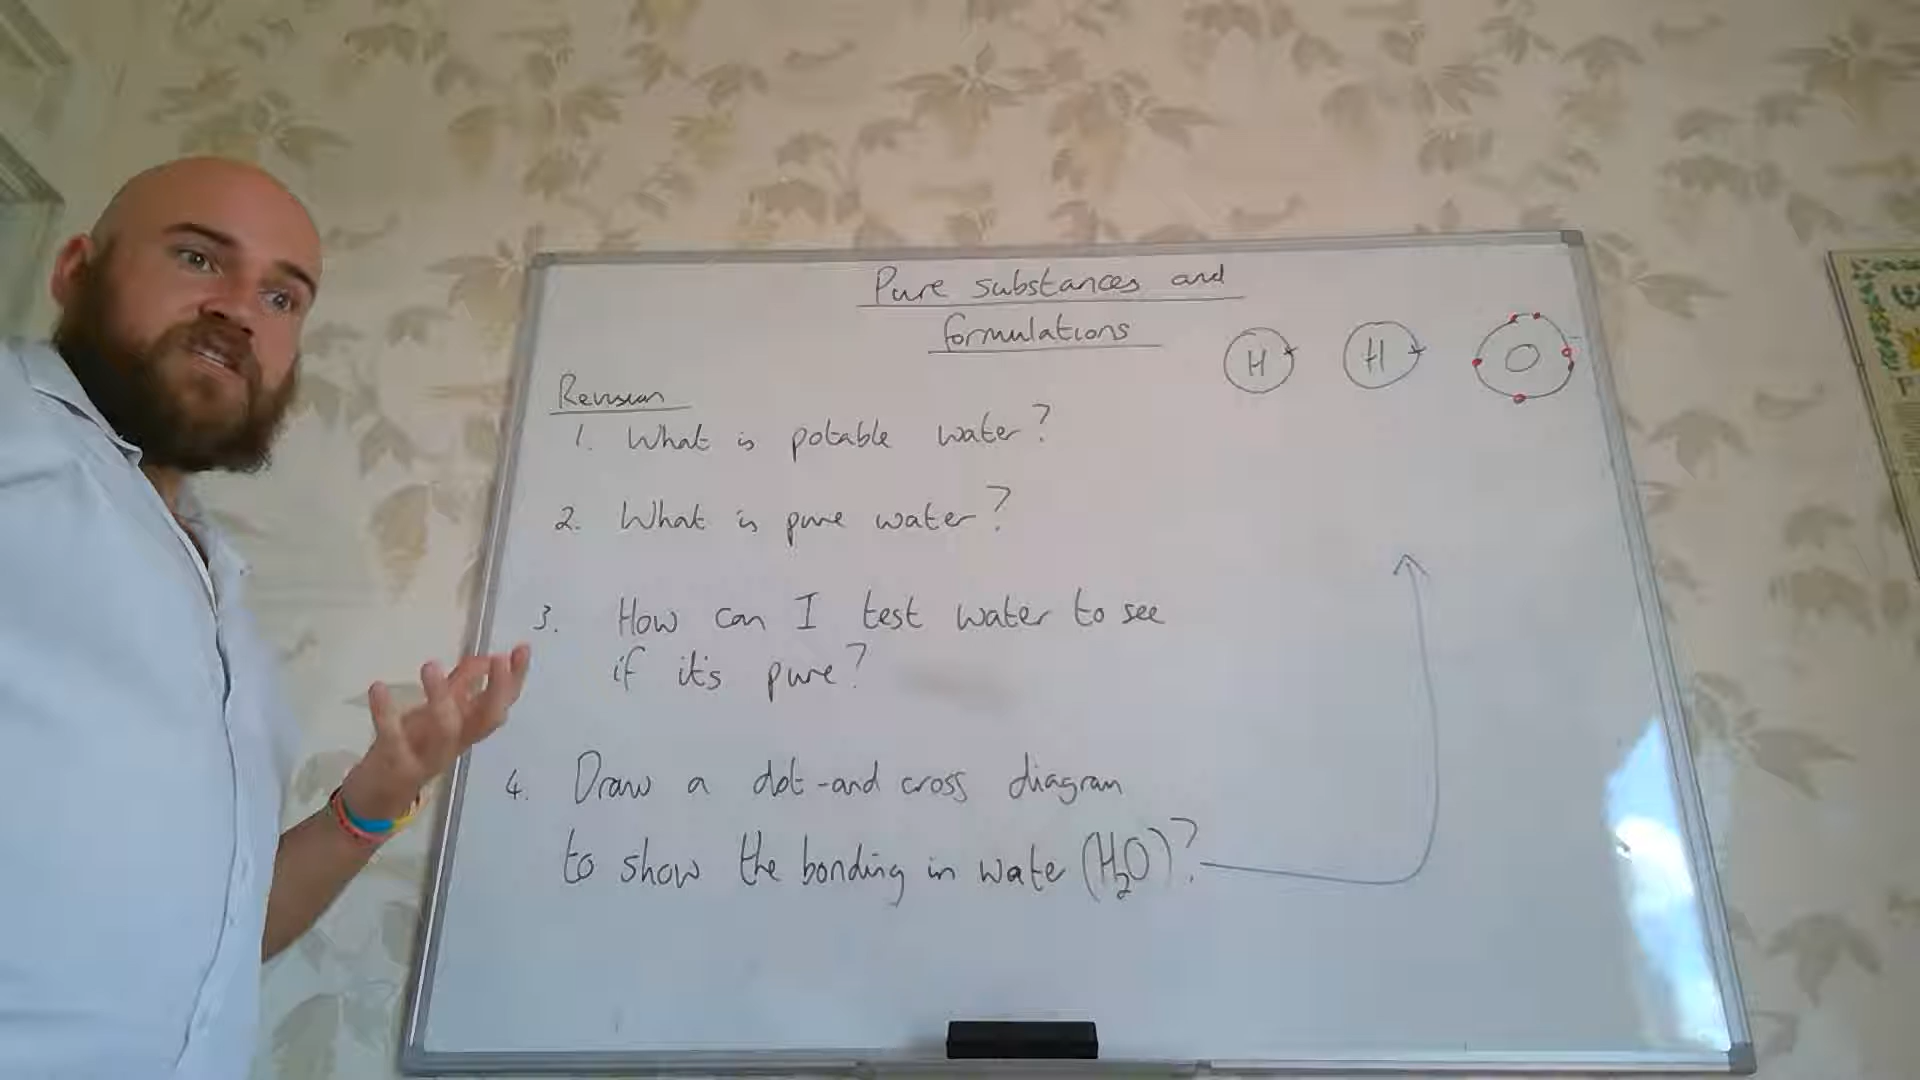 Pure substances and
formulations
H H O
Revision
1. What is potable water?
2. What is pure water?
3. How can I test water to see
if it's pure?
4. Draw a dot-and cross diagram
to show the bonding in wate (H₂O)?